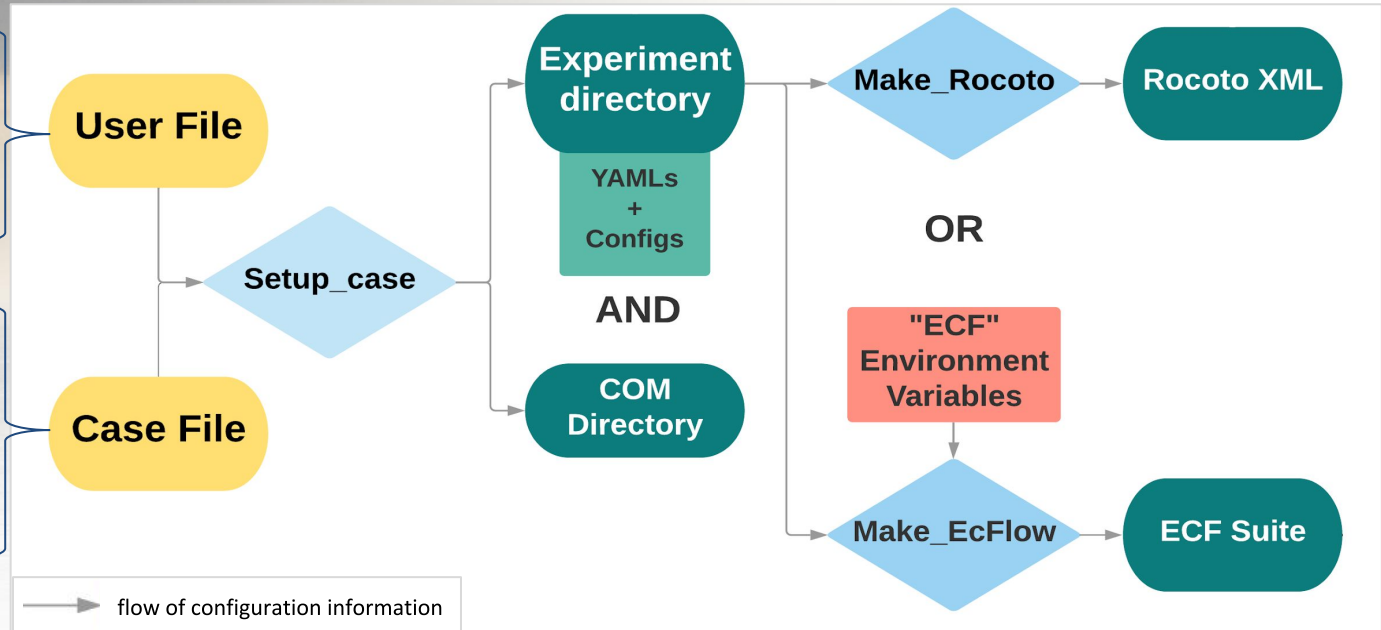 User File
Case File
Setup_case
Experiment
directory
YAMLs
+
Configs
AND
COM
Directory
Make_Rocoto
Rocoto XML
OR
"ECF"
Environment
Variables
Make_EcFlow
ECF Suite
flow of configuration information